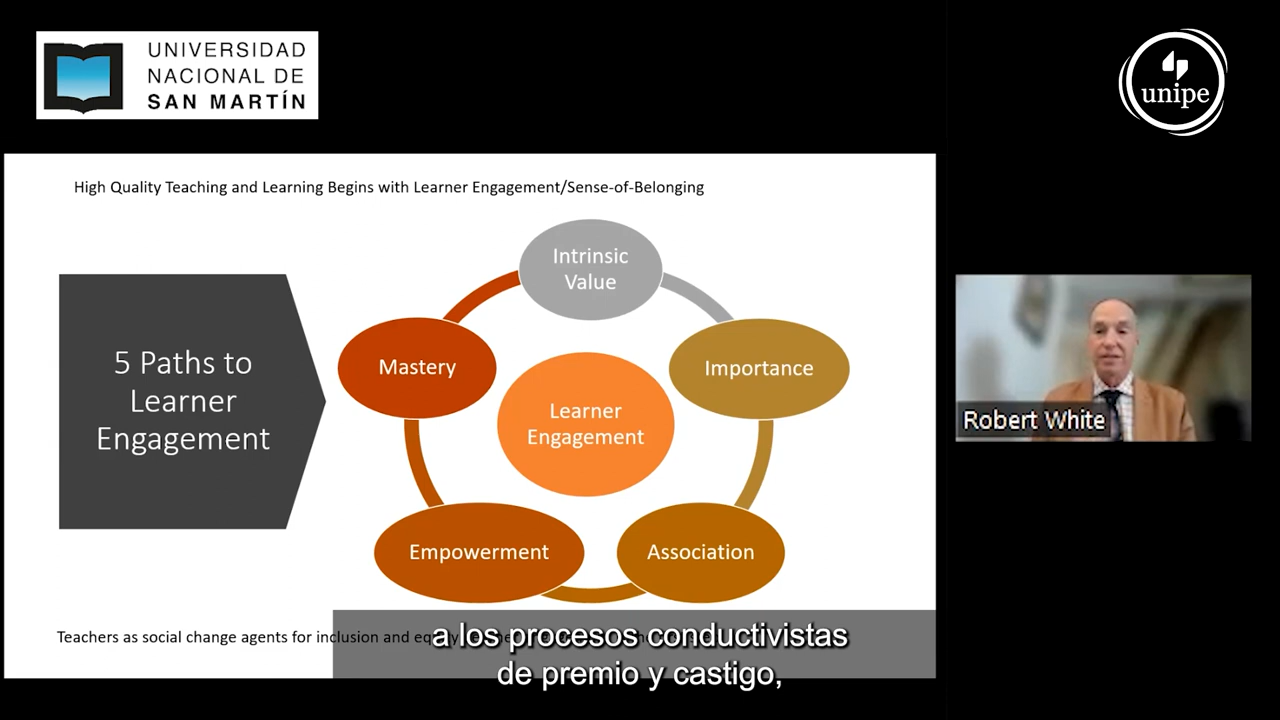 UNIVERSIDAD
NACIONAL DE
SAN MARTÍN
unipe
High Quality Teaching and Learning Begins with Learner Engagement/Sense-of-Belonging
5 Paths to
Learner
Engagement
Intrinsic
Value
Mastery
Importance
Learner
Engagement
Empowerment
Association
Robert White
Teachers as social change agents for inclusion and
a los procesos conductivistas
de premio y castigo,